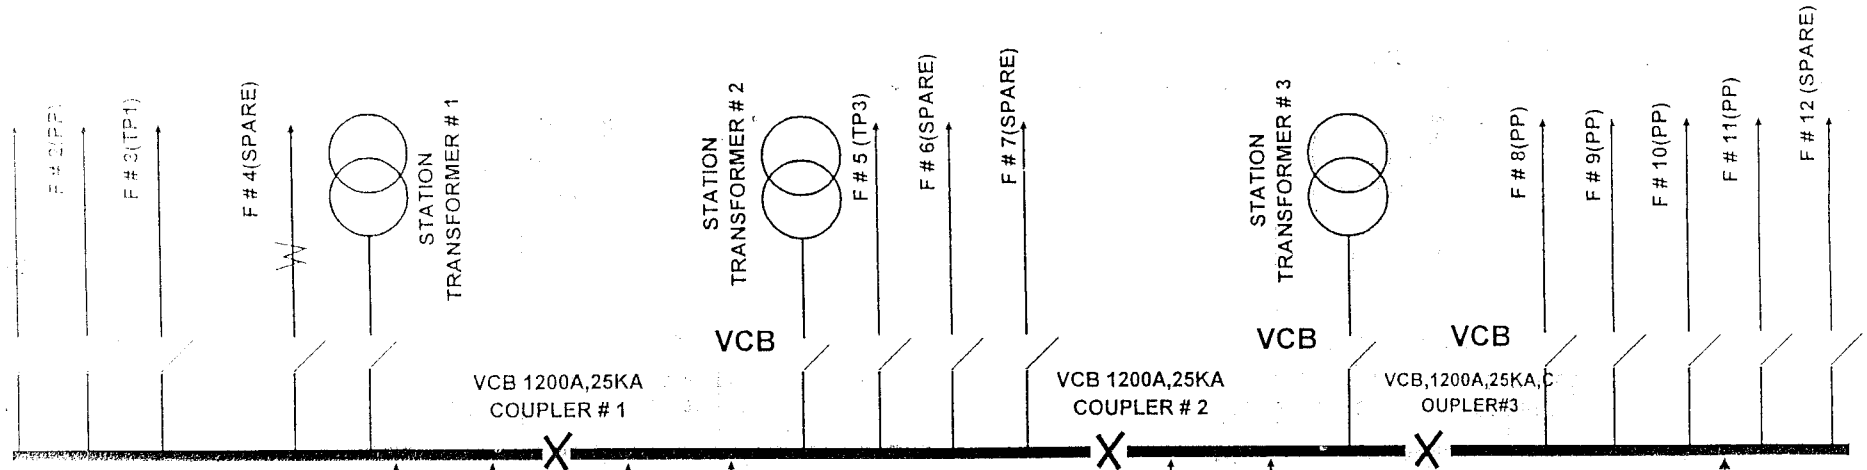 F # 2(PP)
F # 3(TP1)
F # 4(SPARE)
STATION
TRANSFORMER # 1
STATION
TRANSFORMER # 2
F # 5 (TP3)
F # 6(SPARE)
F # 7(SPARE)
STATION
TRANSFORMER # 3
F # 8(PP)
F # 9(PP)
F # 10(PP)
F # 11(PP)
F # 12 (SPARE)
VCB
VCB
VCB
VCB 1200A,25KA
COUPLER # 1
VCB 1200A,25KA
COUPLER # 2
VCB,1200A,25KA,C
OUPLER#3